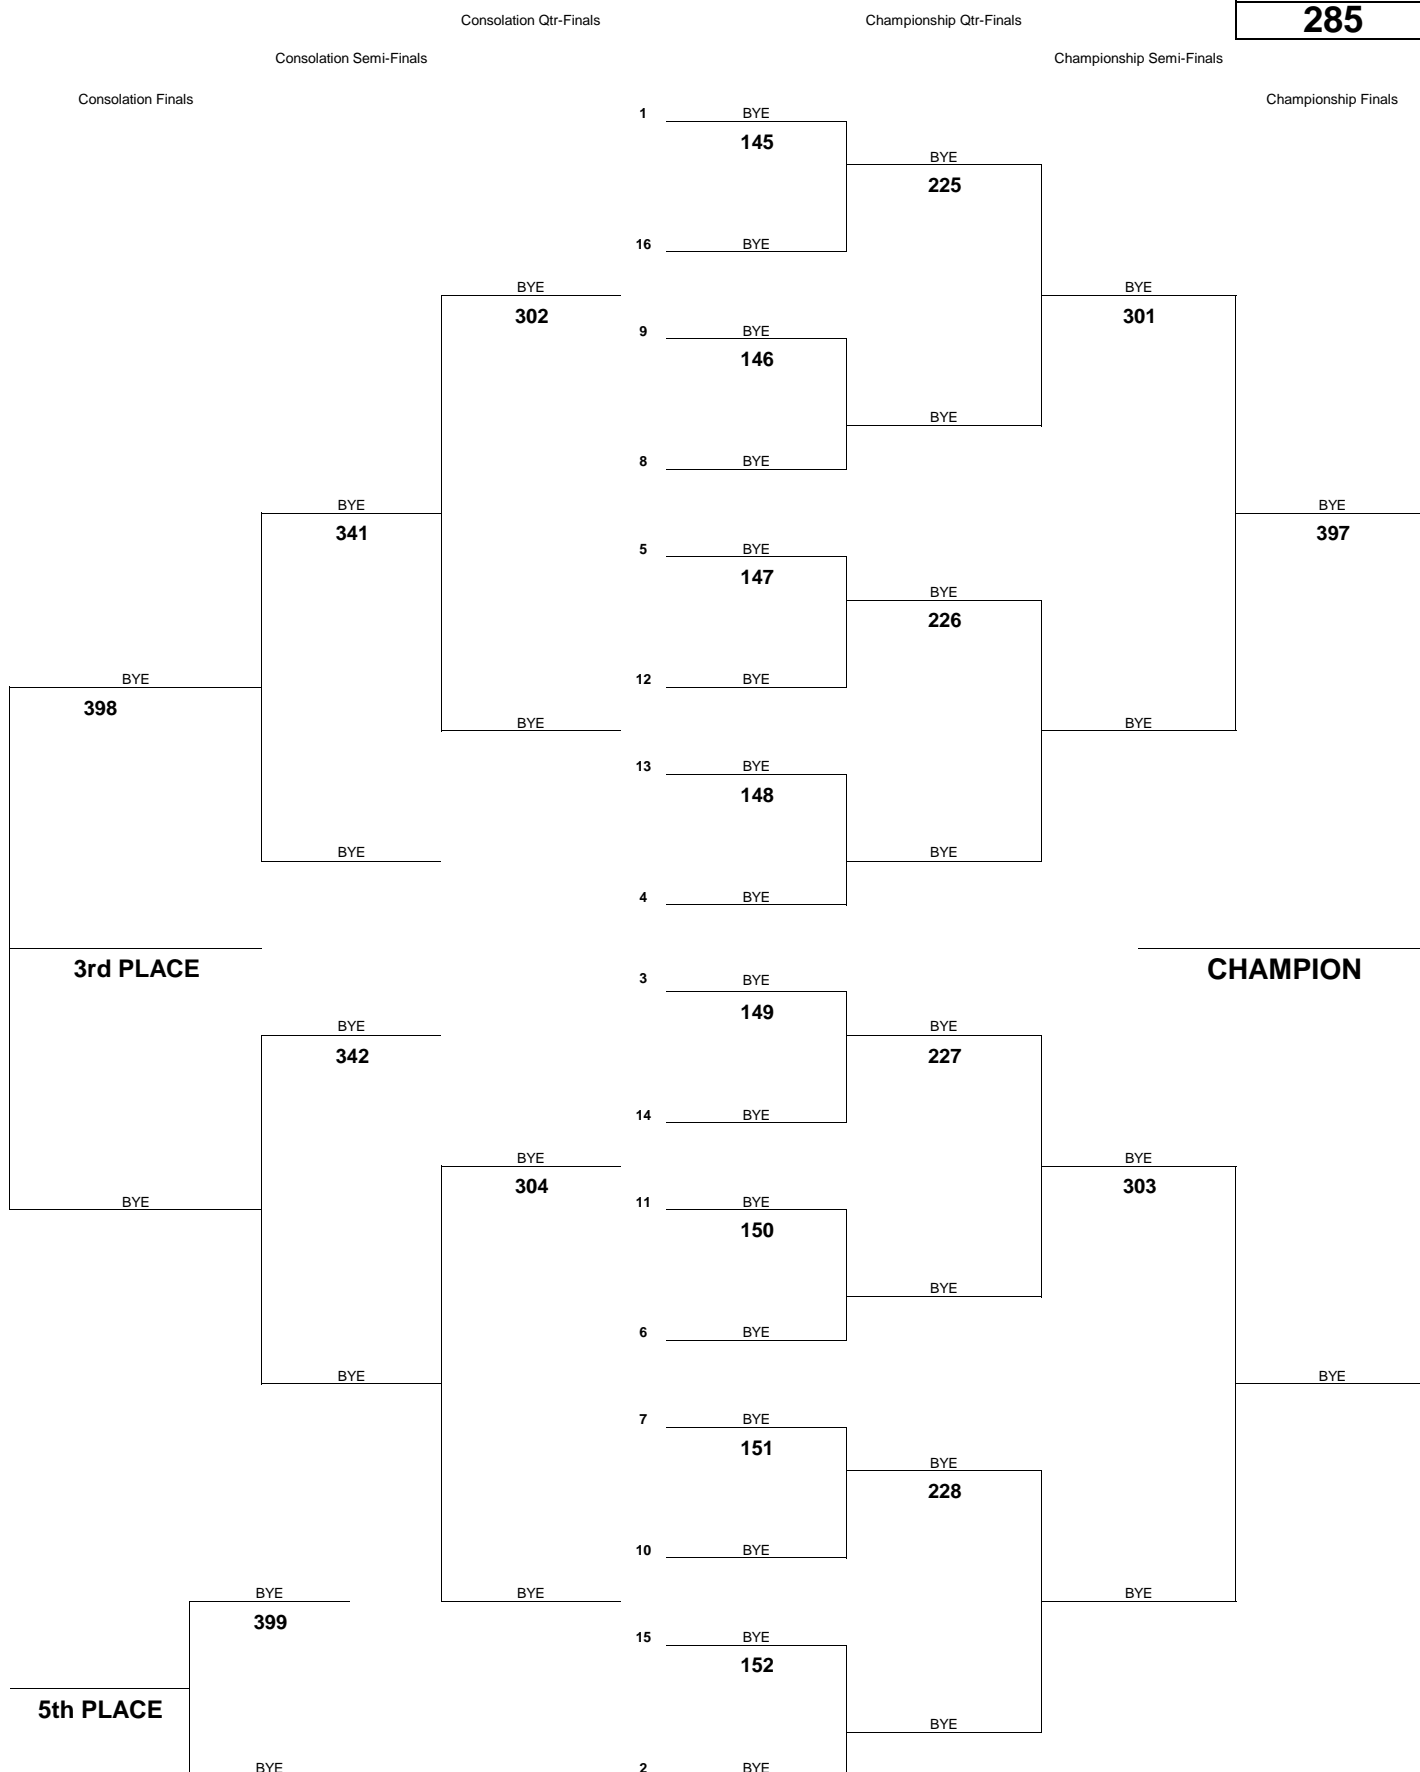 Consolation Qtr-Finals Championship Qtr-Finals 285
Consolation Semi-Finals Championship Semi-Finals
Consolation Finals Championship Finals
1 BYE
145
BYE
225
16 BYE
BYE BYE
302 301
9 BYE
146
BYE
8 BYE
BYE BYE
341 397
5 BYE
147
BYE
226
BYE 12 BYE
398
BYE BYE
13 BYE
148
BYE BYE
4 BYE
3rd PLACE CHAMPION
3 BYE
149
BYE BYE
342 227
14 BYE
BYE BYE
304 303
BYE 11 BYE
150
BYE
6 BYE
BYE BYE
7 BYE
151
BYE
228
10 BYE
BYE BYE BYE
399
15 BYE
152
5th PLACE
BYE
BYE 2 BYE